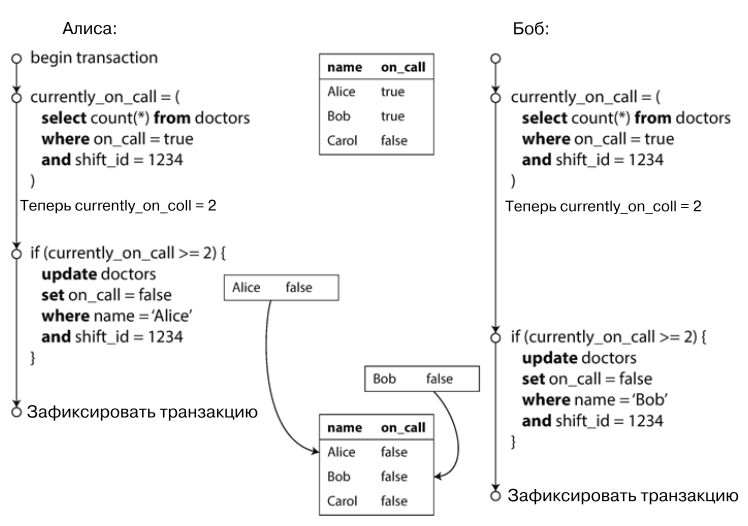 Алиса:
begin transaction
currently_on_call = (
select count(*) from doctors
where on_call = true
and shift_id = 1234
)
Теперь currently_on_coll = 2
if (currently_on_call >= 2) {
update doctors
set on_call = false
where name = ‘Alice’
and shift_id = 1234
}
Зафиксировать транзакцию
name on_call
Alice true
Bob true
Carol false
Alice false
Bob false
name on_call
Alice false
Bob false
Carol false
Боб:
currently_on_call = (
select count(*) from doctors
where on_call = true
and shift_id = 1234
)
Теперь currently_on_coll = 2
if (currently_on_call >= 2) {
update doctors
set on_call = false
where name = ‘Bob’
and shift_id = 1234
}
Зафиксировать транзакцию